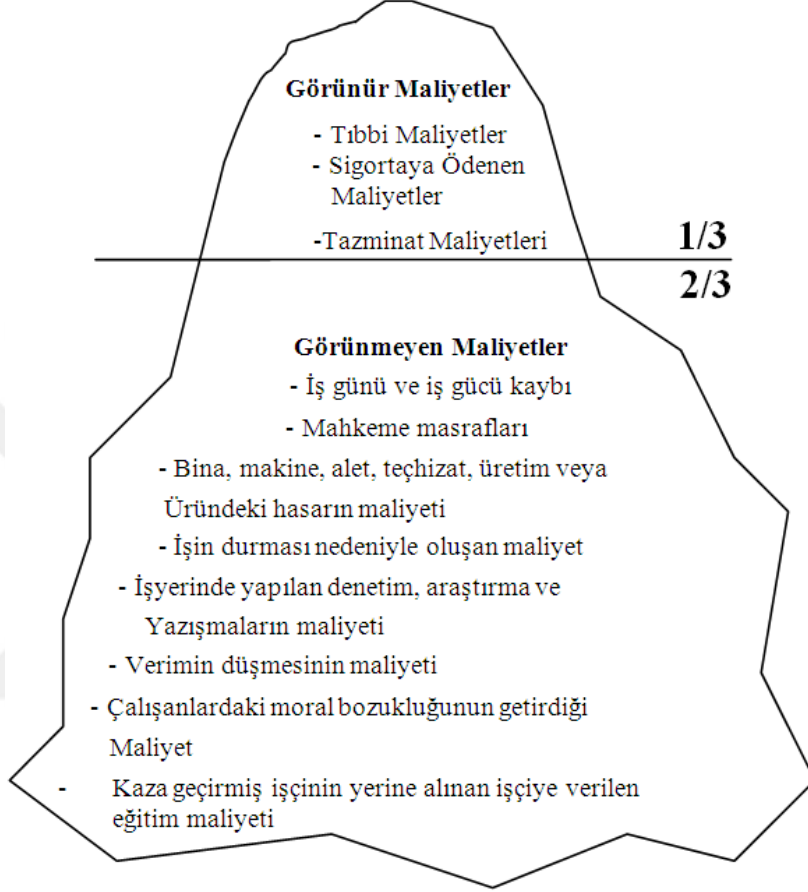 Görünür Maliyetler
- Tıbbi Maliyetler
- Sigortaya Ödenen
Maliyetler
-Tazminat Maliyetleri
1/3
2/3
Görünmeyen Maliyetler
- İş günü ve iş gücü kaybı
- Mahkeme masrafları
- Bina, makine, alet, teçhizat, üretim veya
Üründeki hasarın maliyeti
- İşin durması nedeniyle oluşan maliyet
- İşyerinde yapılan denetim, araştırma ve
Yazışmaların maliyeti
- Verimin düşmesinin maliyeti
- Çalışanlardaki moral bozukluğunun getirdiği
Maliyet
- Kaza geçirmiş işçinin yerine alınan işçiye verilen
eğitim maliyeti